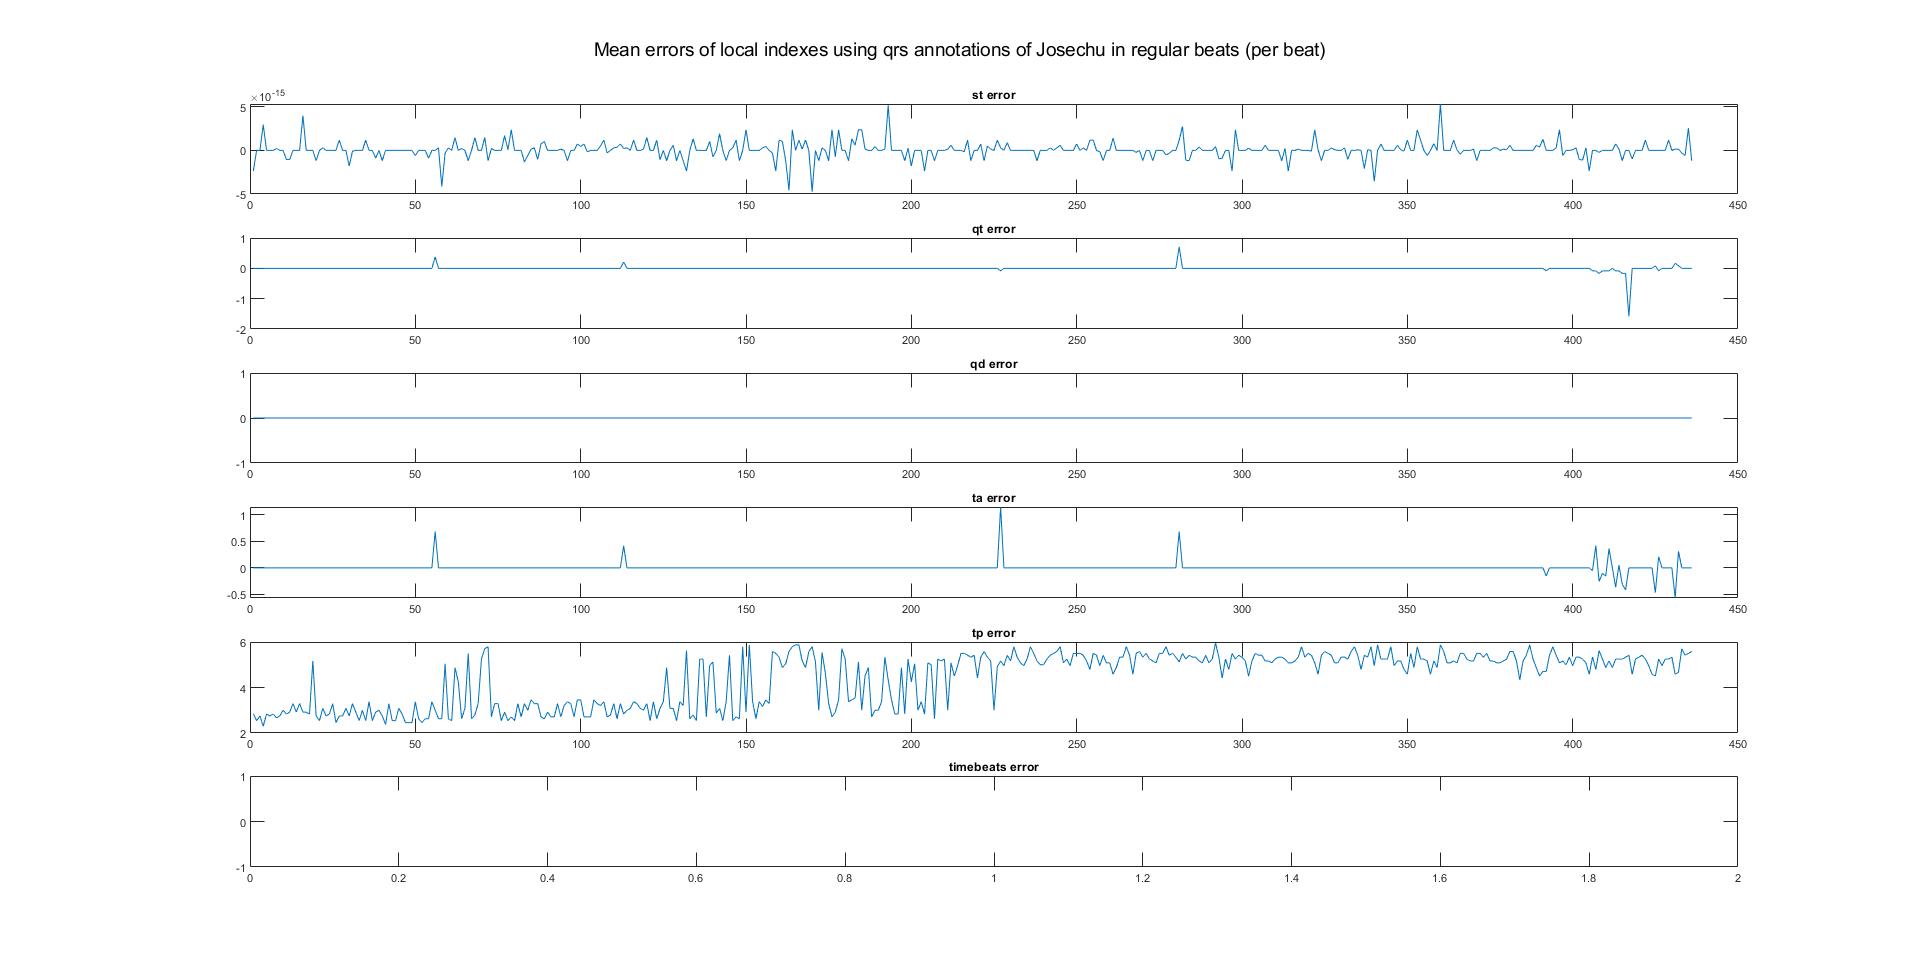 Mean errors of local indexes using qrs annotations of Josechu in regular beats (per beat)
×10-15
st error
5
0
-5
0 50 100 150 200 250 300 350 400 450
qt error
1
0
-1
-2
0 50 100 150 200 250 300 350 400 450
qd error
1
0
-1
0 50 100 150 200 250 300 350 400 450
ta error
1
0.5
0
-0.5
0 50 100 150 200 250 300 350 400 450
tp error
6
4
2
0 50 100 150 200 250 300 350 400 450
timebeats error
1
0
-1
0 0.2 0.4 0.6 0.8 1 1.2 1.4 1.6 1.8 2